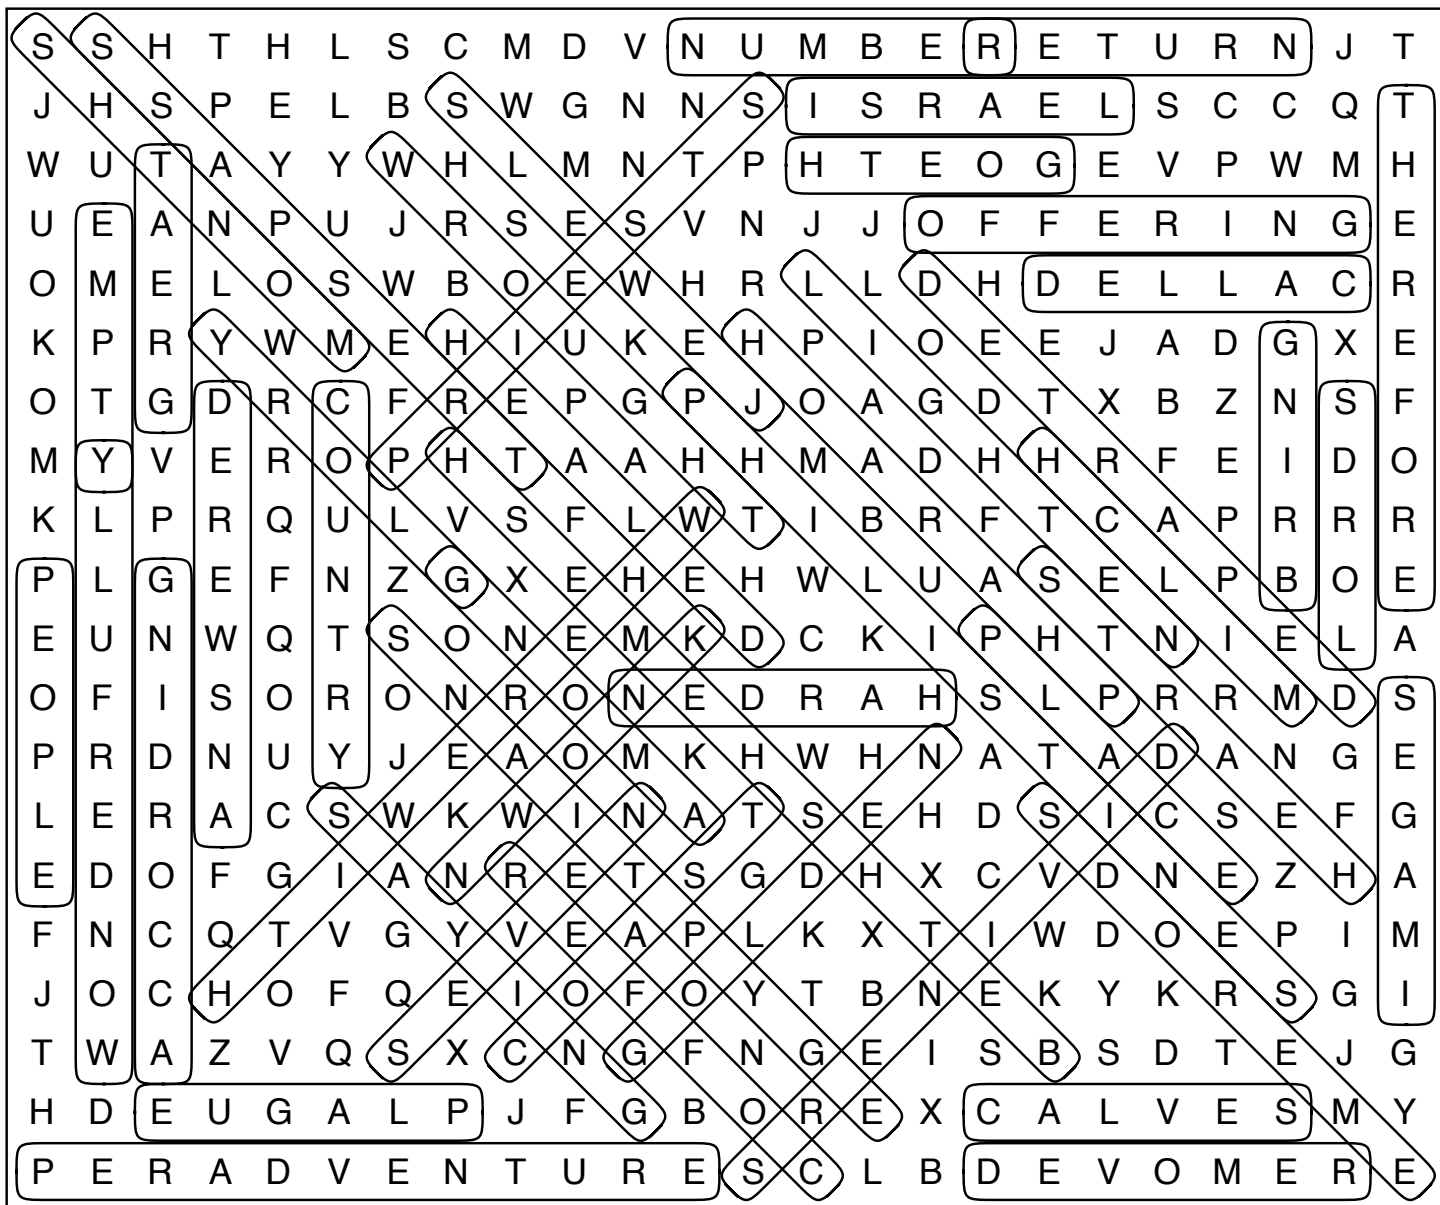 S S H T H L S C M D V N U M B E R E T U R N J T
J H S P E L B S W G N N S I S R A E L S C C Q T
W U T A Y Y W H L M N T P H T E O G E V P W M H
U E A N P U J R S E S V N J J O F F E R I N G E
O M E L O S W B O E W H R L L D H D E L L A C R
K P R Y W M E H I U K E H P I O E E J A D G X E
O T G D R C F R E P G P J O A G D T X B Z N S F
M Y V E R O P H T A A H H M A D H H R F E I D O
K L P R Q U L V S F L W T I B R F T C A P R R R
P L G E F N Z G X E H E H W L U A S E L P B O E
E U N W Q T S O N E M K D C K I P H T N I E L A
O F I S O R O N R O N E D R A H S L P R R M D S
P R D N U Y J E A O M K H W H N A T A D A N G E
L E R A C S W K W I N A T S E H D S I C S E F G
E D O F G I A N R E T S G D H X C V D N E Z H A
F N C Q T V G Y V E A P L K X T I W D O E P I M
J O C H O F Q E I O F O Y T B N E K Y K R S G I
T W A Z V Q S X C N G F N G E I S B S D T E J G
H D E U G A L P J F G B O R E X C A L V E S M Y
P E R A D V E N T U R E S C L B D E V O M E R E